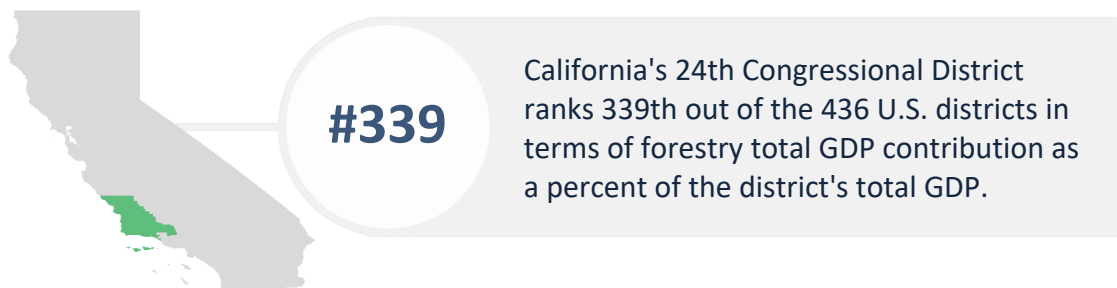 #339
California's 24th Congressional District
ranks 339th out of the 436 U.S. districts in
terms of forestry total GDP contribution as
a percent of the district's total GDP.